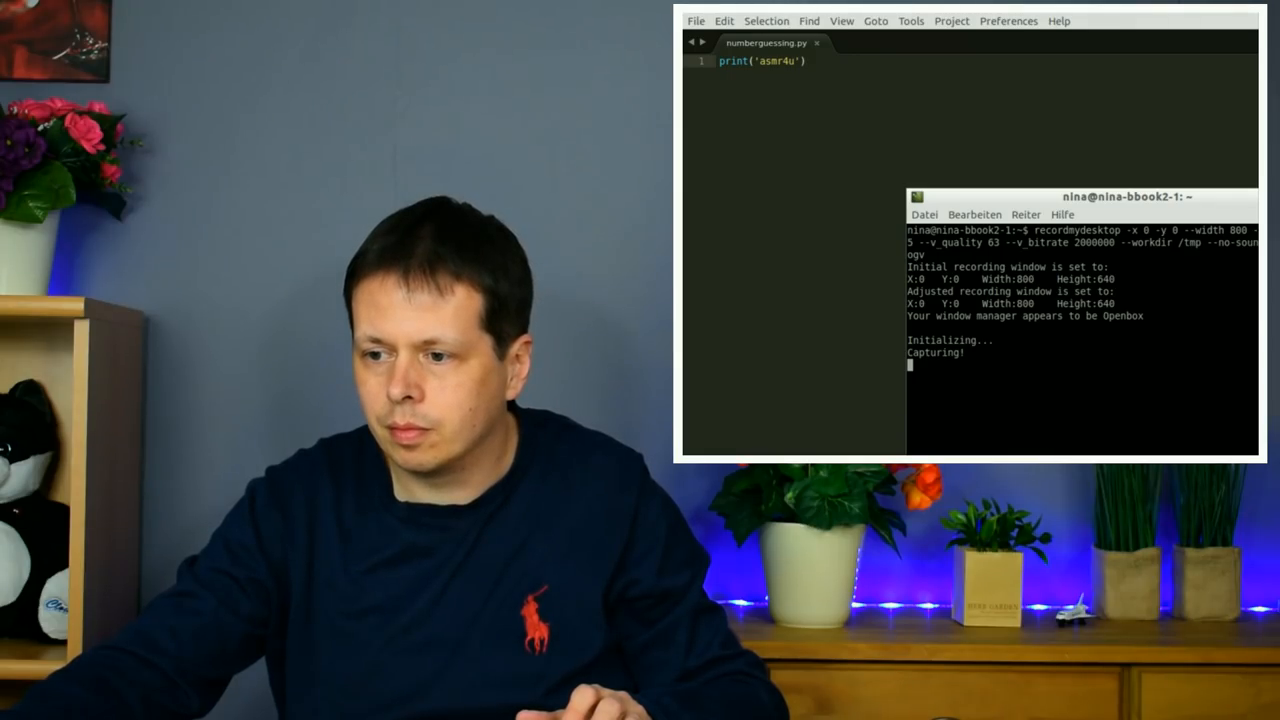 File Edit Selection Find View Goto Tools Project Preferences Help
numberguessing.py ×
1 print('asmr4u')
nina@nina-bbook2-1: ~
Datei Bearbeiten Reiter Hilfe
nina@nina-bbook2-1:~$ recordmydesktop -x 0 -y 0 --width 800 -
5 --v_quality 63 --v_bitrate 2000000 --workdir /tmp --no-soun
ogv
Initial recording window is set to:
X:0 Y:0 Width:800 Height:640
Adjusted recording window is set to:
X:0 Y:0 Width:800 Height:640
Your window manager appears to be Openbox
Initializing...
Capturing!
HERB GARDEN